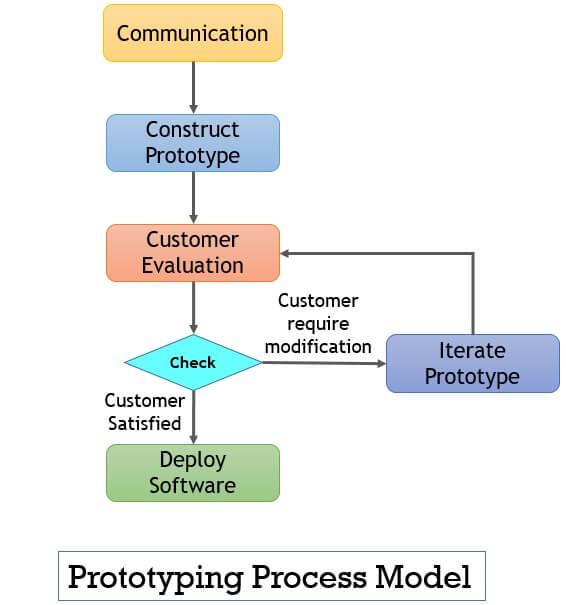 Communication
Construct
Prototype
Customer
Evaluation
Customer
require
modification
Check
Iterate
Prototype
Customer
Satisfied
Deploy
Software
Prototyping Process Model